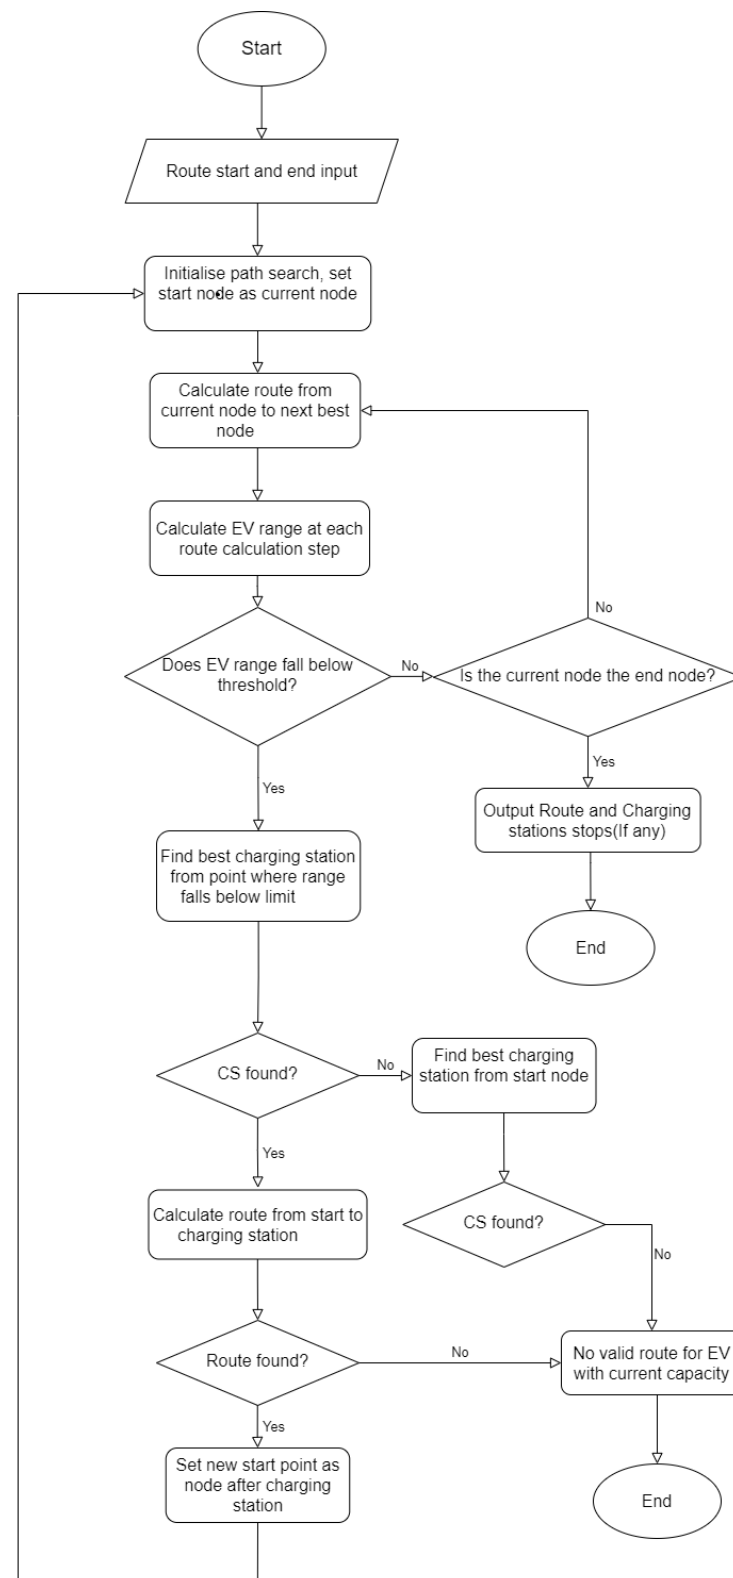 Start
Route start and end input
Initialise path search, set
start node as current node
Calculate route from
current node to next best
node
Calculate EV range at each
route calculation step
No
Does EV range fall below
threshold?
No
Is the current node the end node?
Yes
Yes
Output Route and Charging
stations stops(If any)
Find best charging station
from point where range
falls below limit
End
CS found?
No
Find best charging
station from start node
Yes
Calculate route from start to
charging station
CS found?
No
Route found?
No
No valid route for EV
with current capacity
Yes
Set new start point as
node after charging
station
End